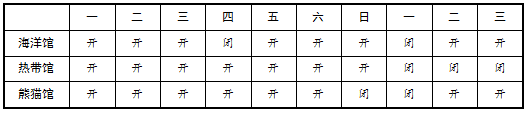 一 二 三 四 五 六 日 一 二 三
海洋馆 开 开 开 闭 开 开 开 闭 开 开
热带馆 开 开 开 开 开 开 开 闭 闭 闭
熊猫馆 开 开 开 开 开 开 闭 闭 开 开